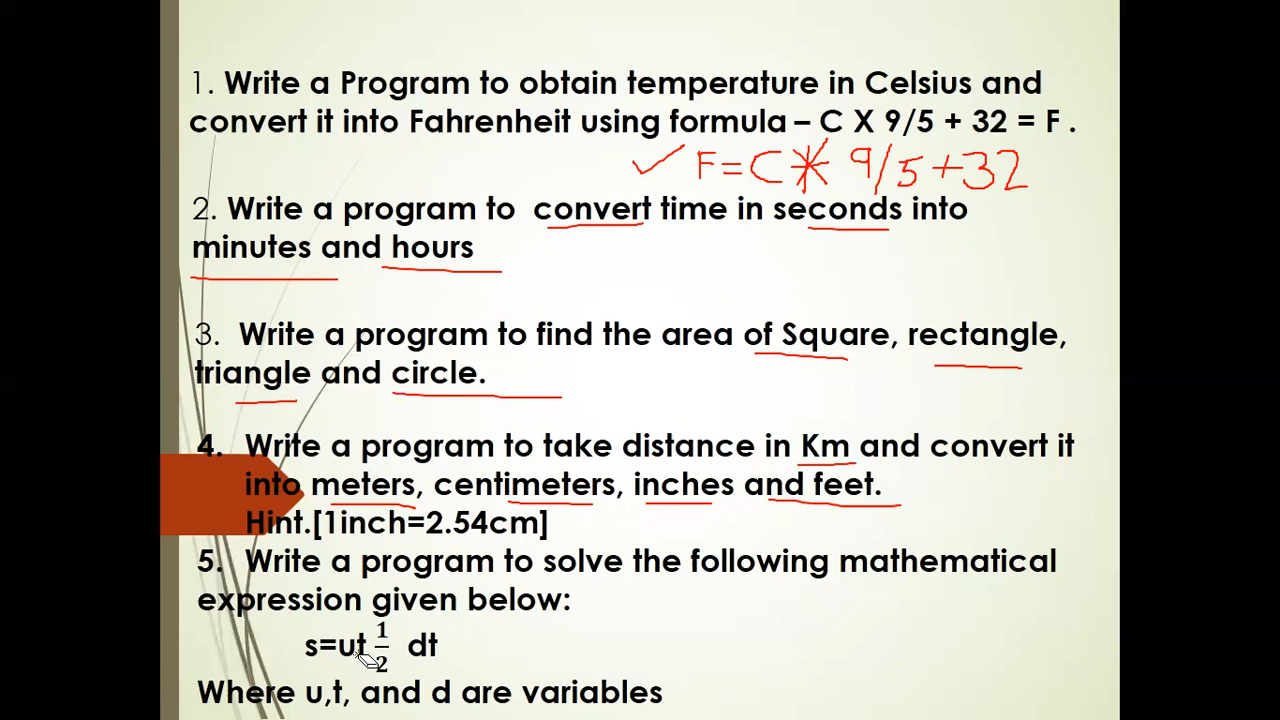 1. Write a Program to obtain temperature in Celsius and
convert it into Fahrenheit using formula – C X 9/5 + 32 = F .
F = C * 9/5 + 32
2. Write a program to convert time in seconds into
minutes and hours
3. Write a program to find the area of Square, rectangle,
triangle and circle.
4. Write a program to take distance in Km and convert it
into meters, centimeters, inches and feet.
Hint.[1inch=2.54cm]
5. Write a program to solve the following mathematical
expression given below:
s=ut 1/2 dt
Where u,t, and d are variables